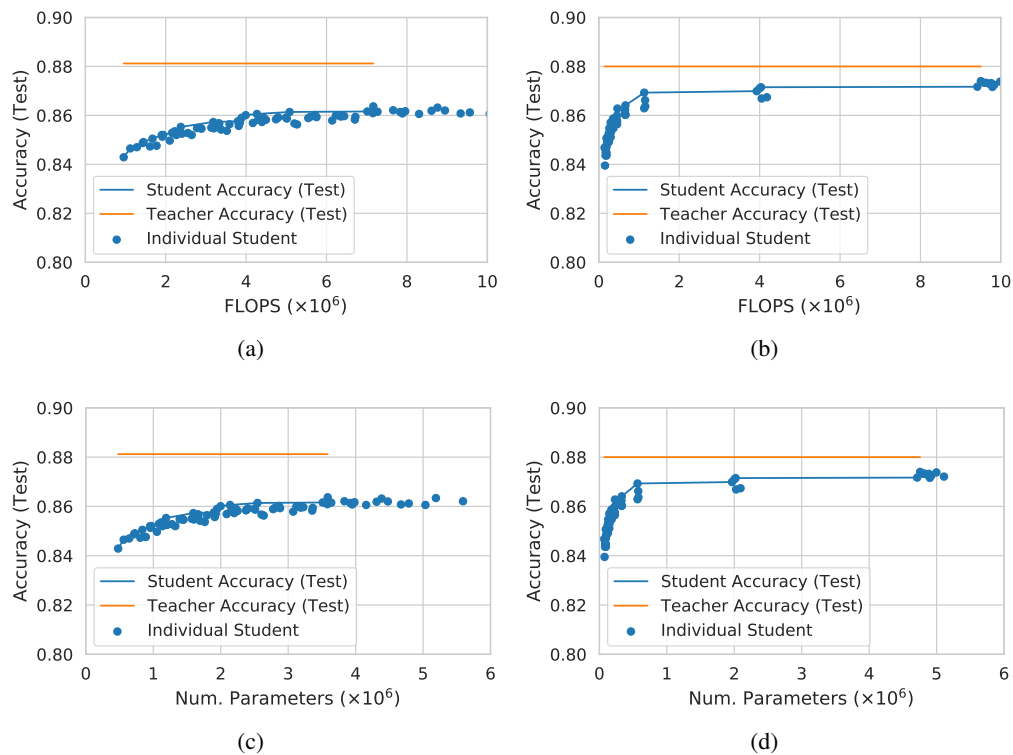 0.90
0.88
0.86
0.84
0.82
0.80
Accuracy (Test)
Student Accuracy (Test)
Teacher Accuracy (Test)
Individual Student
0 2 4 6 8 10
FLOPS (×10⁶)
(a)
0.90
0.88
0.86
0.84
0.82
0.80
Accuracy (Test)
Student Accuracy (Test)
Teacher Accuracy (Test)
Individual Student
0 2 4 6 8 10
FLOPS (×10⁶)
(b)
0.90
0.88
0.86
0.84
0.82
0.80
Accuracy (Test)
Student Accuracy (Test)
Teacher Accuracy (Test)
Individual Student
0 1 2 3 4 5 6
Num. Parameters (×10⁶)
(c)
0.90
0.88
0.86
0.84
0.82
0.80
Accuracy (Test)
Student Accuracy (Test)
Teacher Accuracy (Test)
Individual Student
0 1 2 3 4 5 6
Num. Parameters (×10⁶)
(d)